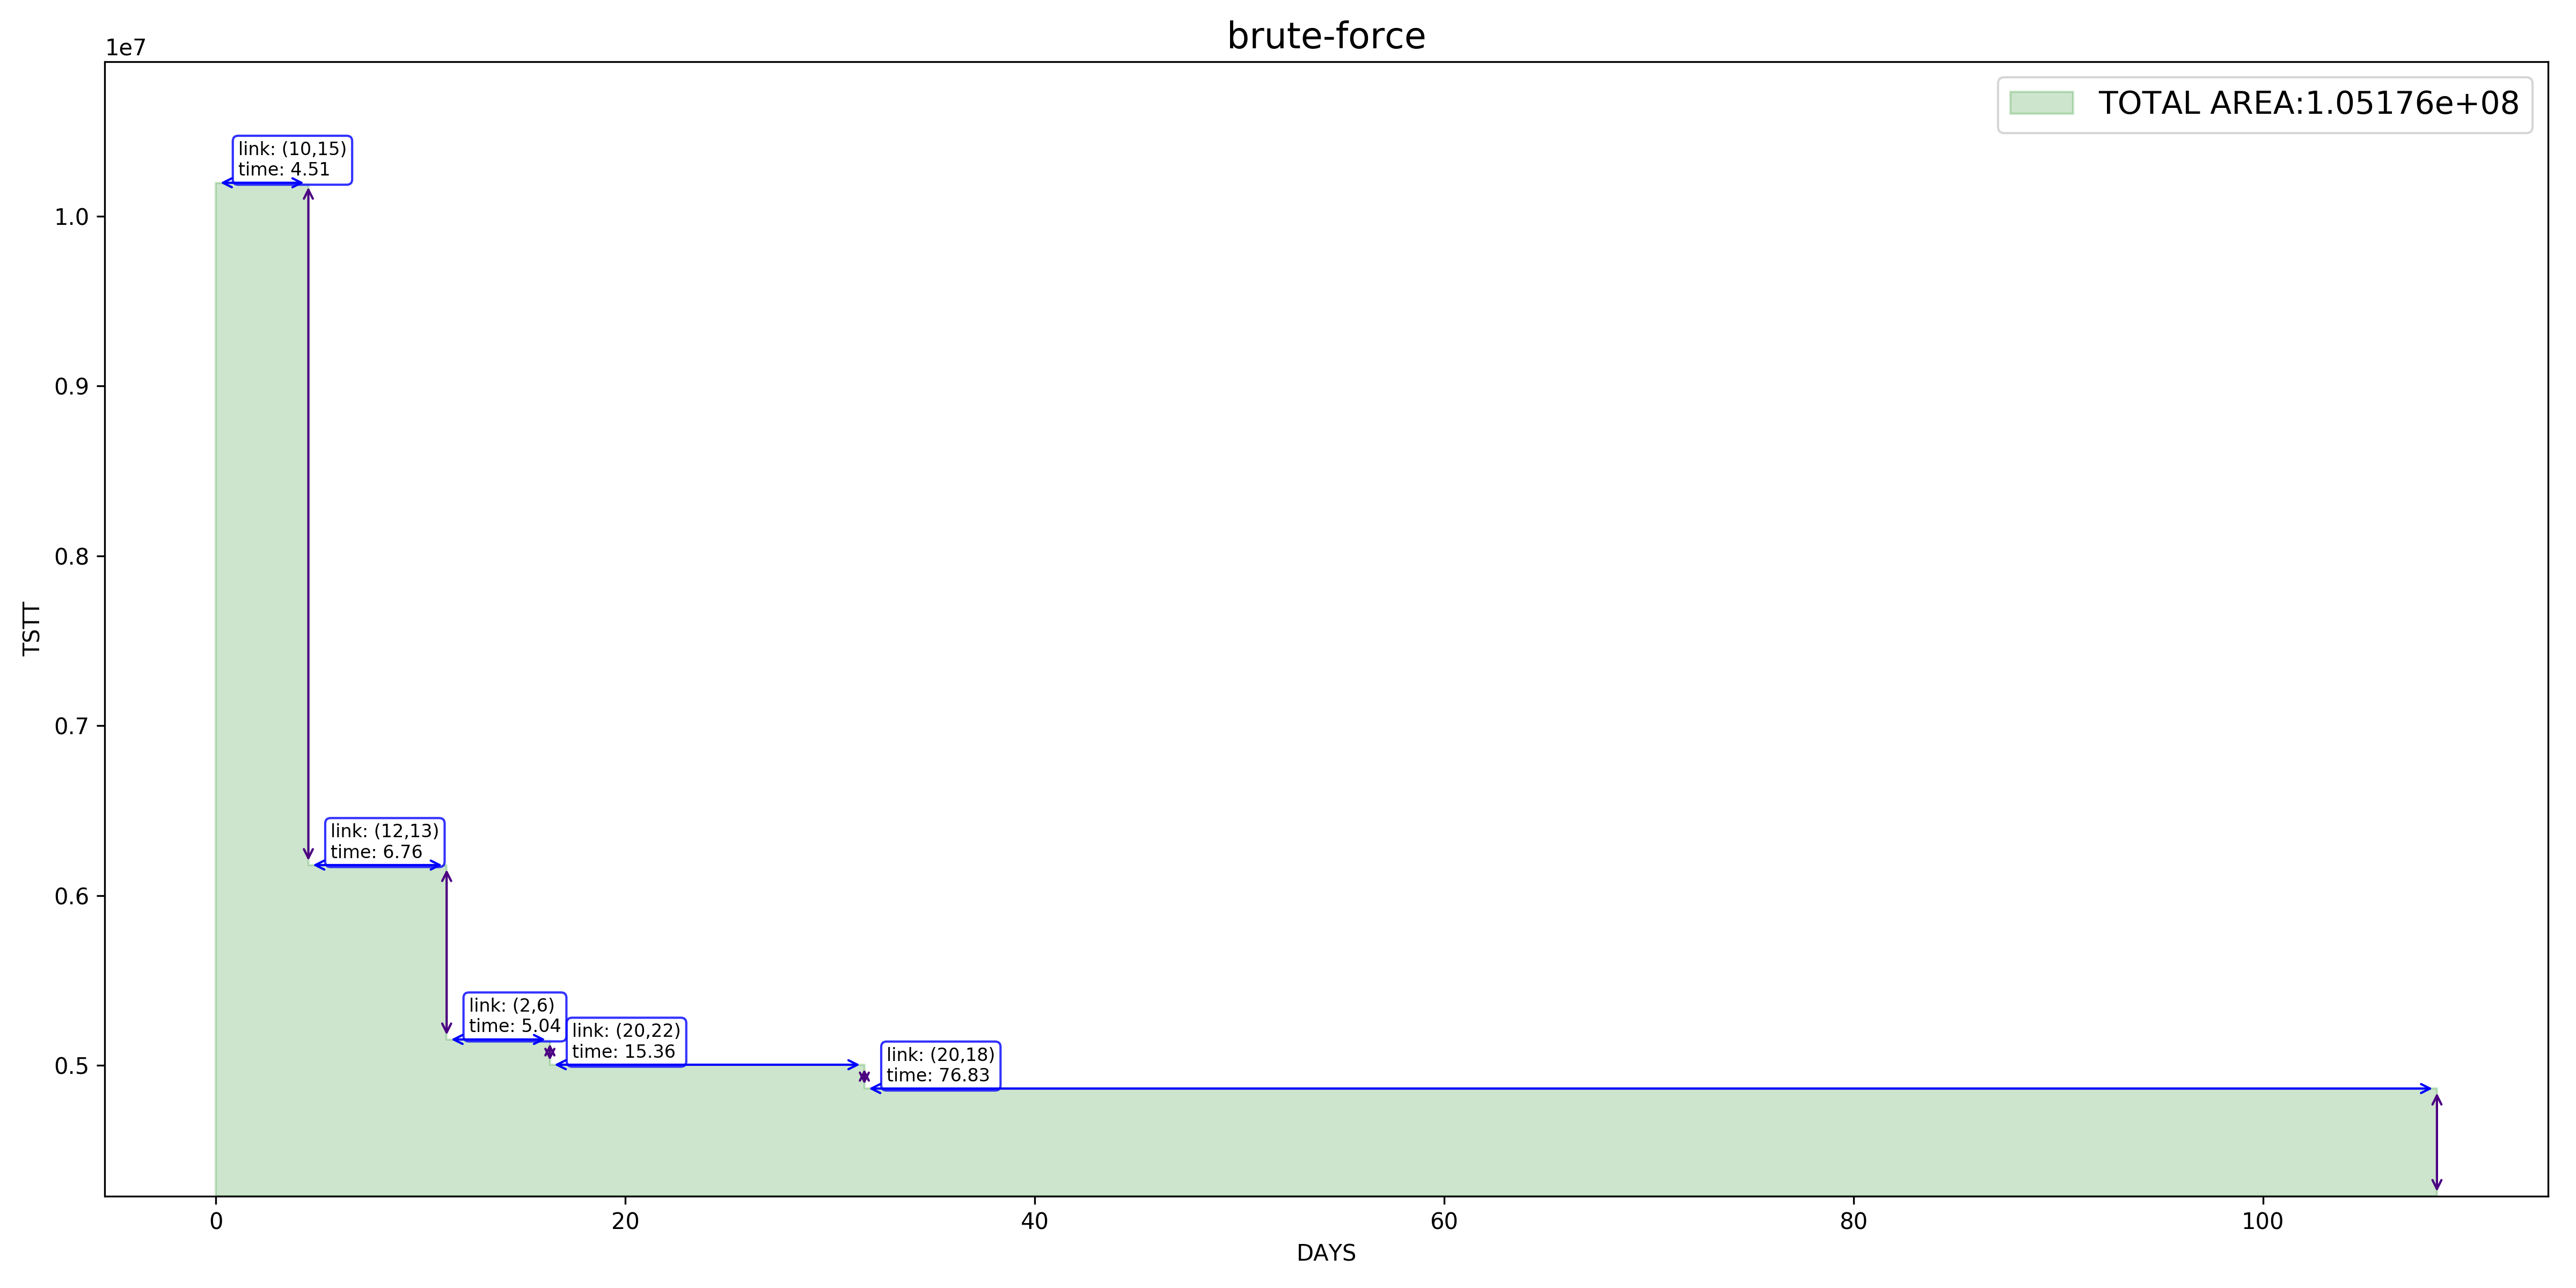 brute-force
1e7
TOTAL AREA:1.05176e+08
link: (10,15)
time: 4.51
1.0
0.9
0.8
0.7
0.6
0.5
TSTT
link: (12,13)
time: 6.76
link: (2,6)
time: 5.04
link: (20,22)
time: 15.36
link: (20,18)
time: 76.83
0
20
40
60
80
100
DAYS